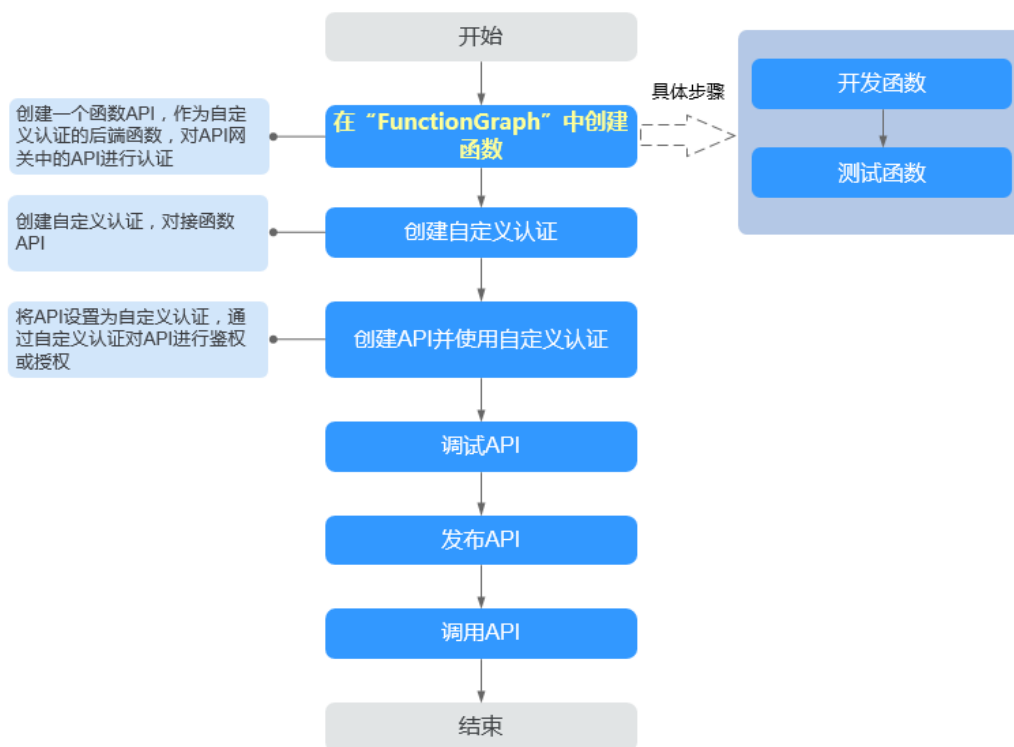 开始
创建一个函数API，作为自定
义认证的后端函数，对API网
关中的API进行认证
在“FunctionGraph”中创建
函数
具体步骤
开发函数
测试函数
创建自定义认证，对接函数
API
创建自定义认证
将API设置为自定义认证，通
过自定义认证对API进行鉴权
或授权
创建API并使用自定义认证
调试API
发布API
调用API
结束